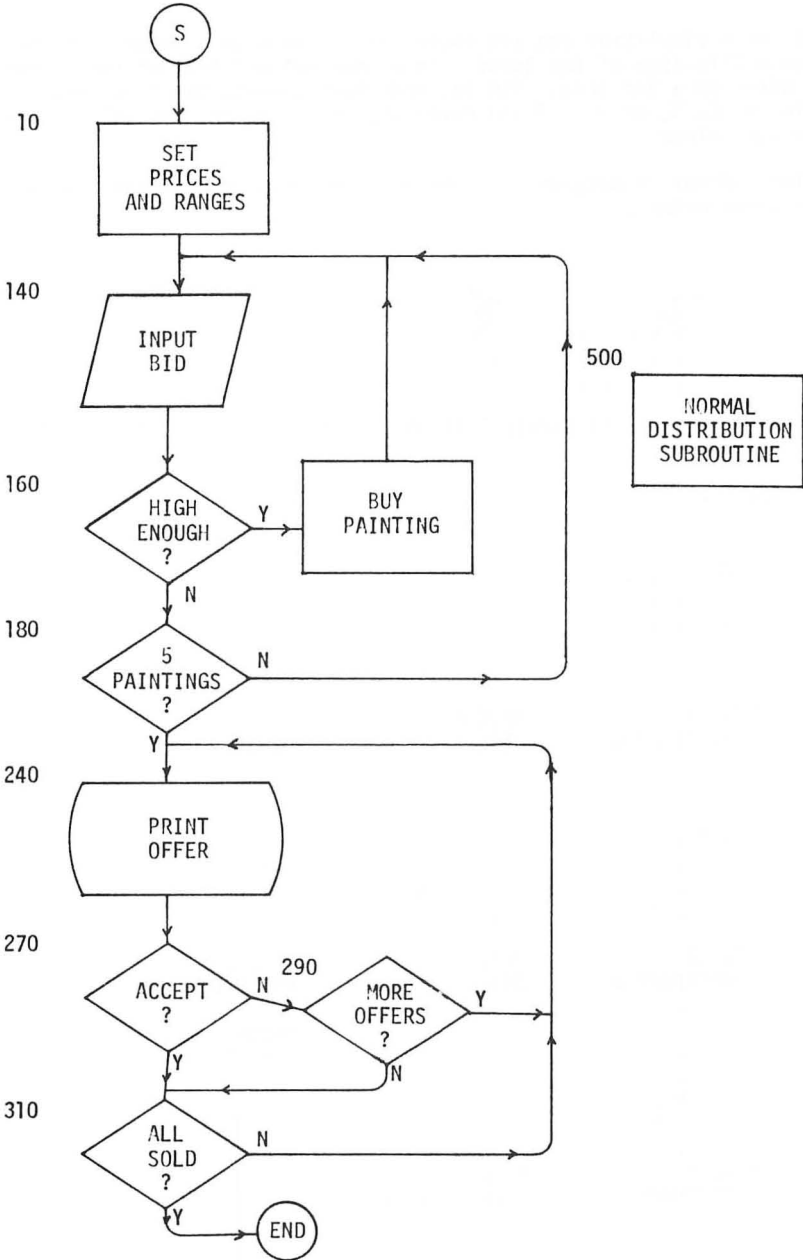 S
10
SET
PRICES
AND RANGES
140
INPUT
BID
500
NORMAL
DISTRIBUTION
SUBROUTINE
160
HIGH
ENOUGH
?
Y
BUY
PAINTING
N
180
5
PAINTINGS
?
N
Y
240
PRINT
OFFER
270
ACCEPT
?
N
290
MORE
OFFERS
?
Y
Y
N
310
ALL
SOLD
?
N
Y
END